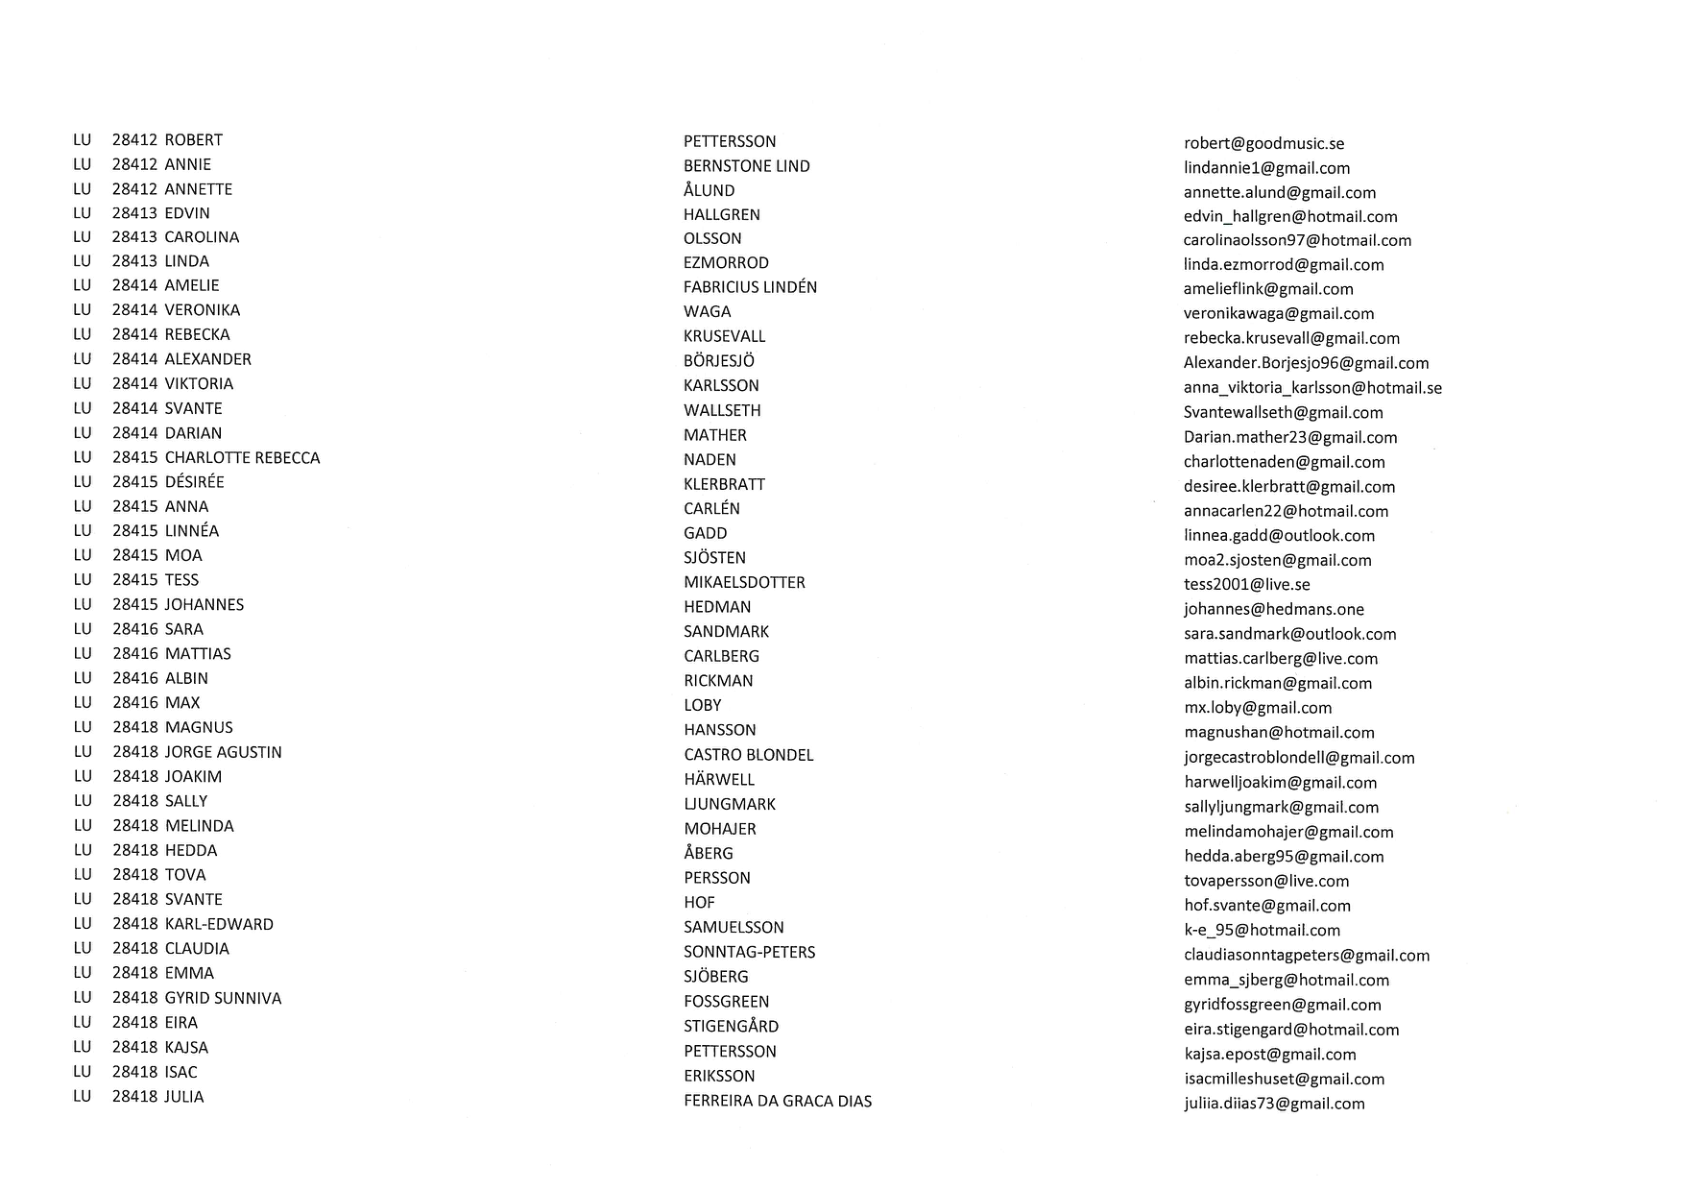 LU 28412 ROBERT PETTERSSON robert@goodmusic.se
LU 28412 ANNIE BERNSTONE LIND lindannie1@gmail.com
LU 28412 ANNETTE ÅLUND annette.alund@gmail.com
LU 28413 EDVIN HALLGREN edvin_hallgren@hotmail.com
LU 28413 CAROLINA OLSSON carolinaolsson97@hotmail.com
LU 28413 LINDA EZMORROD linda.ezmorrod@gmail.com
LU 28414 AMELIE FABRICIUS LINDÉN amelieflink@gmail.com
LU 28414 VERONIKA WAGA veronikawaga@gmail.com
LU 28414 REBECKA KRUSEVALL rebecka.krusevall@gmail.com
LU 28414 ALEXANDER BÖRJESJÖ Alexander.Borjesjo96@gmail.com
LU 28414 VIKTORIA KARLSSON anna_viktoria_karlsson@hotmail.se
LU 28414 SVANTE WALLSETH Svantewallseth@gmail.com
LU 28414 DARIAN MATHER Darian.mather23@gmail.com
LU 28415 CHARLOTTE REBECCA NADEN charlottenaden@gmail.com
LU 28415 DÉSIRÉE KLERBRATT desiree.klerbratt@gmail.com
LU 28415 ANNA CARLÉN annacarlen22@hotmail.com
LU 28415 LINNÉA GADD linnea.gadd@outlook.com
LU 28415 MOA SJÖSTEN moa2.sjosten@gmail.com
LU 28415 TESS MIKAELSDOTTER tess2001@live.se
LU 28415 JOHANNES HEDMAN johannes@hedmans.one
LU 28416 SARA SANDMARK sara.sandmark@outlook.com
LU 28416 MATTIAS CARLBERG mattias.carlberg@live.com
LU 28416 ALBIN RICKMAN albin.rickman@gmail.com
LU 28416 MAX LOBY mx.loby@gmail.com
LU 28418 MAGNUS HANSSON magnushan@hotmail.com
LU 28418 JORGE AGUSTIN CASTRO BLONDEL jorgecastroblondell@gmail.com
LU 28418 JOAKIM HÄRWELL harwelljoakim@gmail.com
LU 28418 SALLY LJUNGMARK sallyljungmark@gmail.com
LU 28418 MELINDA MOHAJER melindamohajer@gmail.com
LU 28418 HEDDA ÅBERG hedda.aberg95@gmail.com
LU 28418 TOVA PERSSON tovapersson@live.com
LU 28418 SVANTE HOF hof.svante@gmail.com
LU 28418 KARL-EDWARD SAMUELSSON k-e_95@hotmail.com
LU 28418 CLAUDIA SONNTAG-PETERS claudiasonntagpeters@gmail.com
LU 28418 EMMA SJÖBERG emma_sjberg@hotmail.com
LU 28418 GYRID SUNNIVA FOSSGREEN gyridfossgreen@gmail.com
LU 28418 EIRA STIGENGÅRD eira.stigengard@hotmail.com
LU 28418 KAJSA PETTERSSON kajsa.epost@gmail.com
LU 28418 ISAC ERIKSSON isacmilleshuset@gmail.com
LU 28418 JULIA FERREIRA DA GRACA DIAS juliia.diias73@gmail.com